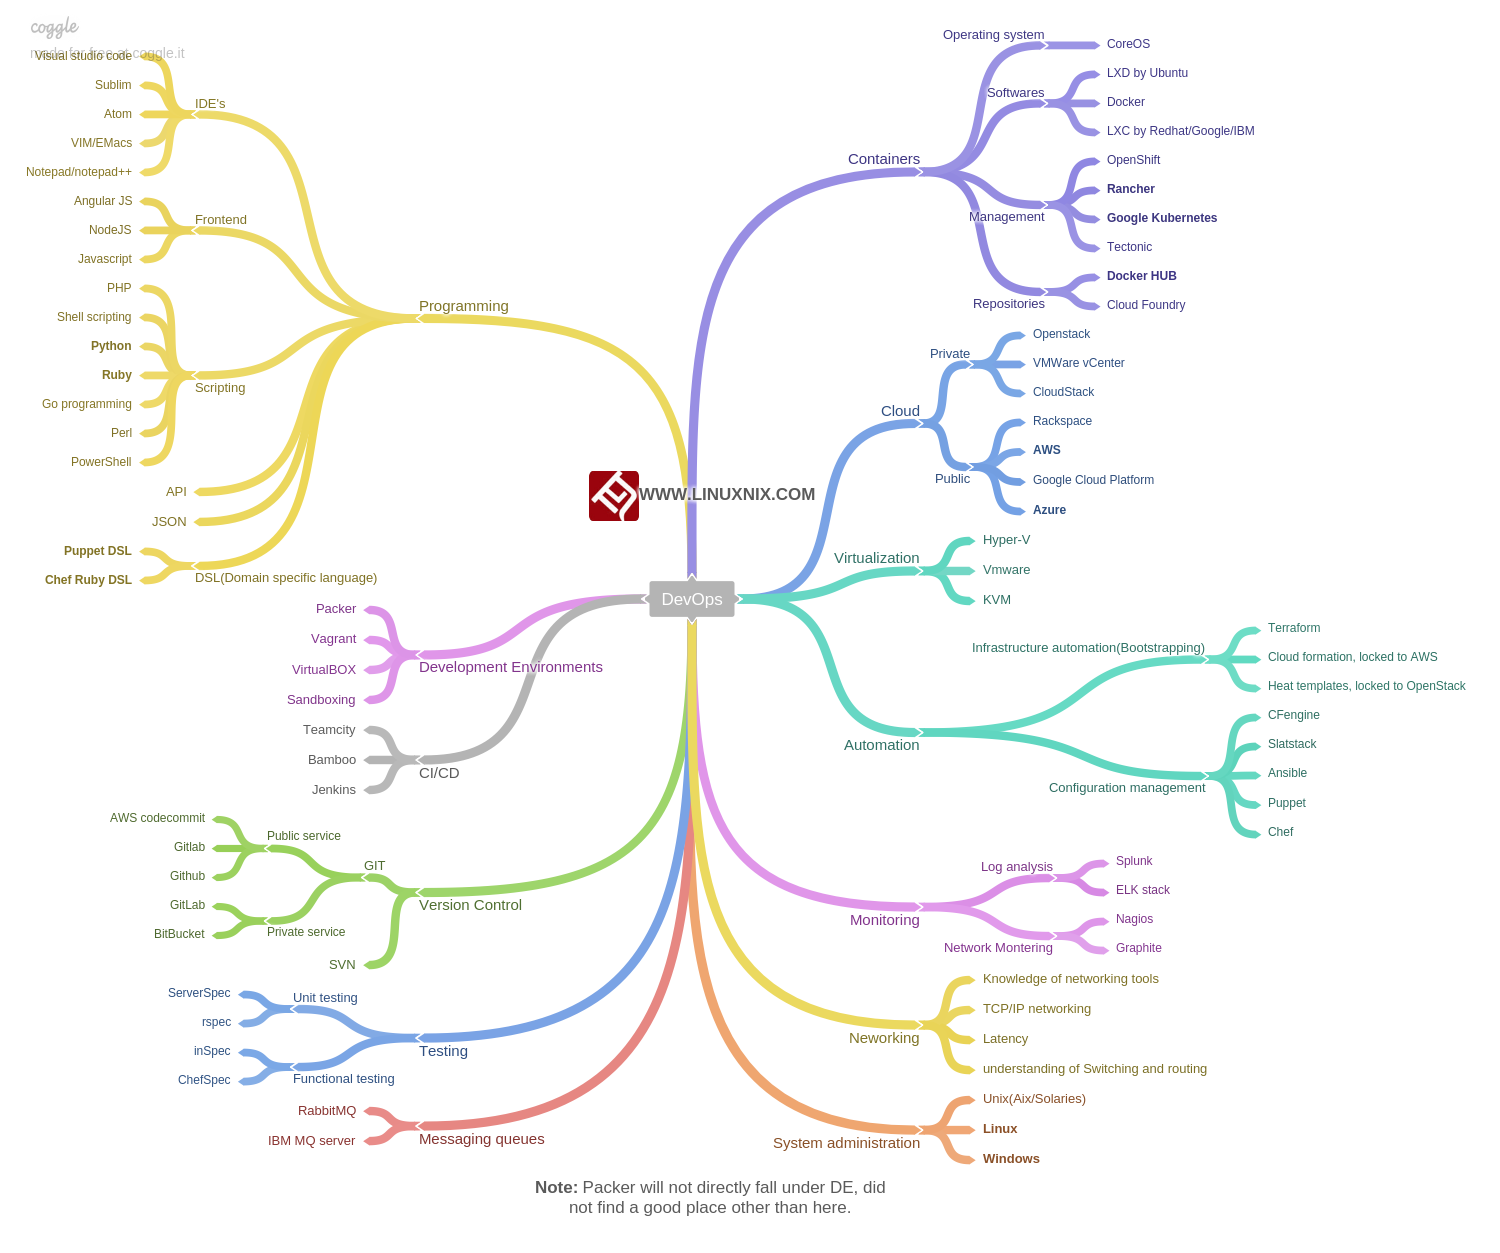 coggle
made for free at coggle.it
Visual studio code
Sublim
Atom
VIM/EMacs
Notepad/notepad++
IDE's
Angular JS
NodeJS
Javascript
Frontend
PHP
Shell scripting
Python
Ruby
Go programming
Perl
PowerShell
Scripting
API
JSON
Puppet DSL
Chef Ruby DSL
DSL(Domain specific language)
Programming
Packer
Vagrant
VirtualBOX
Sandboxing
Development Environments
Teamcity
Bamboo
Jenkins
CI/CD
AWS codecommit
Gitlab
Github
Public service
GitLab
BitBucket
Private service
GIT
SVN
Version Control
ServerSpec
rspec
Unit testing
inSpec
ChefSpec
Functional testing
Testing
RabbitMQ
IBM MQ server
Messaging queues
WWW.LINUXNIX.COM
DevOps
Containers
Operating system
CoreOS
Softwares
LXD by Ubuntu
Docker
LXC by Redhat/Google/IBM
Management
OpenShift
Rancher
Google Kubernetes
Tectonic
Repositories
Docker HUB
Cloud Foundry
Cloud
Private
Openstack
VMWare vCenter
CloudStack
Public
Rackspace
AWS
Google Cloud Platform
Azure
Virtualization
Hyper-V
Vmware
KVM
Automation
Infrastructure automation(Bootstrapping)
Terraform
Cloud formation, locked to AWS
Heat templates, locked to OpenStack
Configuration management
CFengine
Slatstack
Ansible
Puppet
Chef
Monitoring
Log analysis
Splunk
ELK stack
Network Montering
Nagios
Graphite
Neworking
Knowledge of networking tools
TCP/IP networking
Latency
understanding of Switching and routing
System administration
Unix(Aix/Solaries)
Linux
Windows
Note: Packer will not directly fall under DE, did
not find a good place other than here.